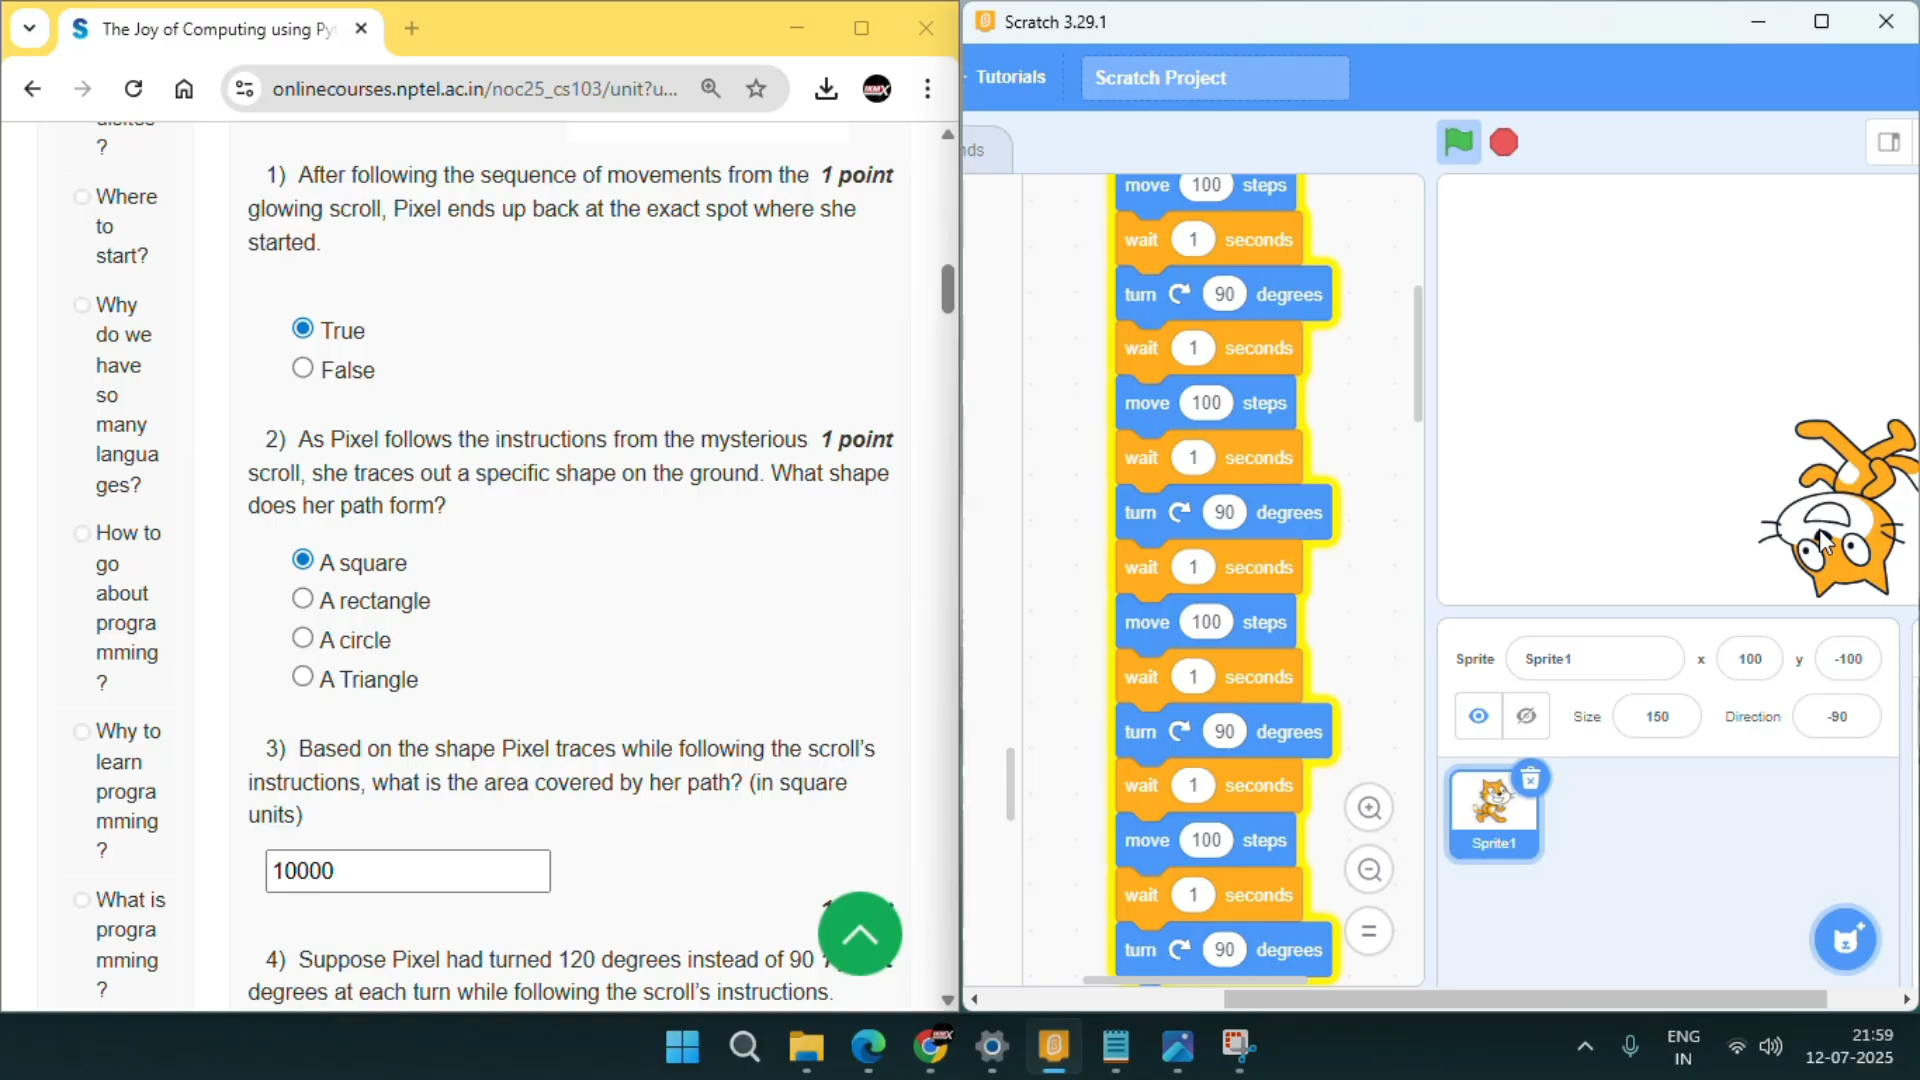 The Joy of Computing using Py
onlinecourses.nptel.ac.in/noc25_cs103/unit?u...
?
Where
to
start?
Why
do we
have
so
many
langua
ges?
How to
go
about
progra
mming
?
Why to
learn
progra
mming
?
What is
progra
mming
?
1) After following the sequence of movements from the 1 point
glowing scroll, Pixel ends up back at the exact spot where she
started.
True
False
2) As Pixel follows the instructions from the mysterious 1 point
scroll, she traces out a specific shape on the ground. What shape
does her path form?
A square
A rectangle
A circle
A Triangle
3) Based on the shape Pixel traces while following the scroll's
instructions, what is the area covered by her path? (in square
units)
10000
4) Suppose Pixel had turned 120 degrees instead of 90
degrees at each turn while following the scroll's instructions.
Scratch 3.29.1
Tutorials
Scratch Project
nds
move 100 steps
wait 1 seconds
turn 90 degrees
wait 1 seconds
move 100 steps
wait 1 seconds
turn 90 degrees
wait 1 seconds
move 100 steps
wait 1 seconds
turn 90 degrees
wait 1 seconds
move 100 steps
wait 1 seconds
turn 90 degrees
Sprite Sprite1 x 100 y -100
Size 150 Direction -90
Sprite1
ENG
IN
21:59
12-07-2025